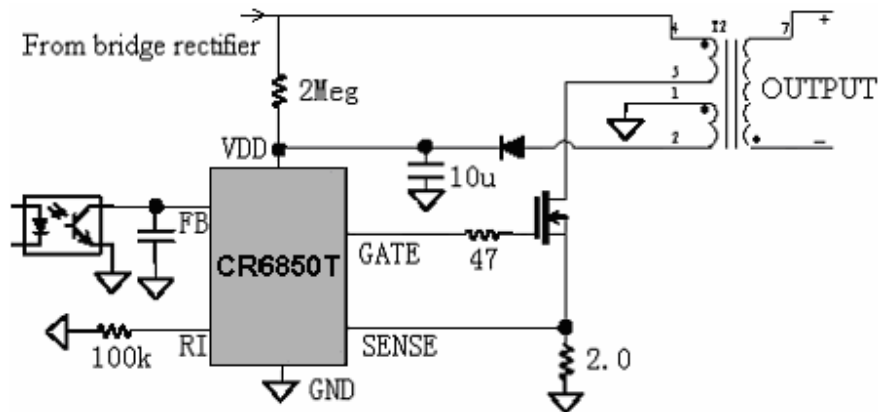 From bridge rectifier
4
T2
7
+
2Meg
3
1
OUTPUT
VDD
2
−
10u
FB
GATE
47
CR6850T
RI
SENSE
100k
2.0
GND